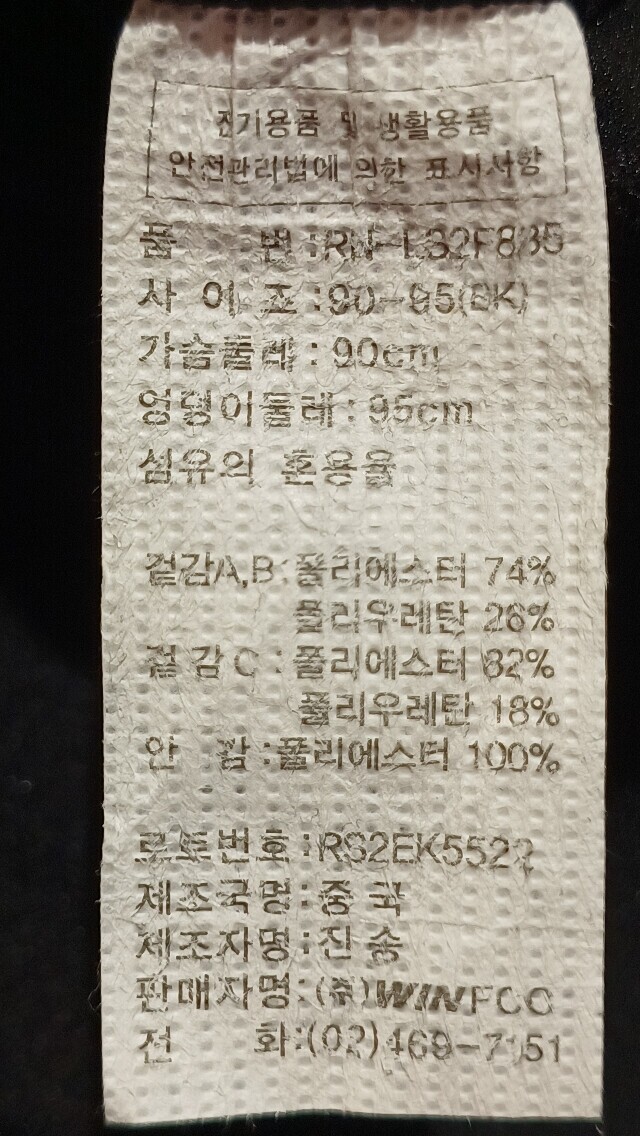 전기용품 및 생활용품
안전관리법에 의한 표시사항
품 번 :
사 이 즈 : 90-95(BK)
가슴둘레 : 90cm
엉덩이둘레 : 95cm
섬유의 혼용율
겉감A,B : 폴리에스터 74%
폴리우레탄 26%
겉 감 C : 폴리에스터 82%
폴리우레탄 18%
안 감 : 폴리에스터 100%
로트번호 : RS2EK5522
제조국명 : 중 국
제조자명 : 진 송
판매자명 : (주)WINFCO
전 화 : (02)